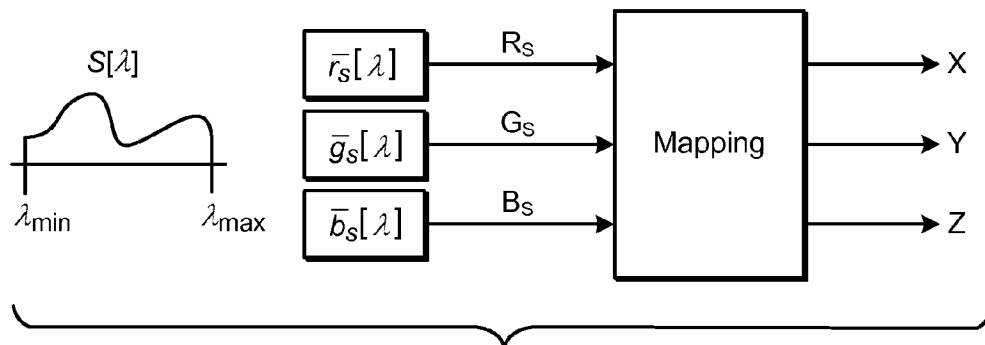 S[λ]
λmin
λmax
r̄s[λ]
ḡs[λ]
b̄s[λ]
RS
GS
BS
Mapping
X
Y
Z